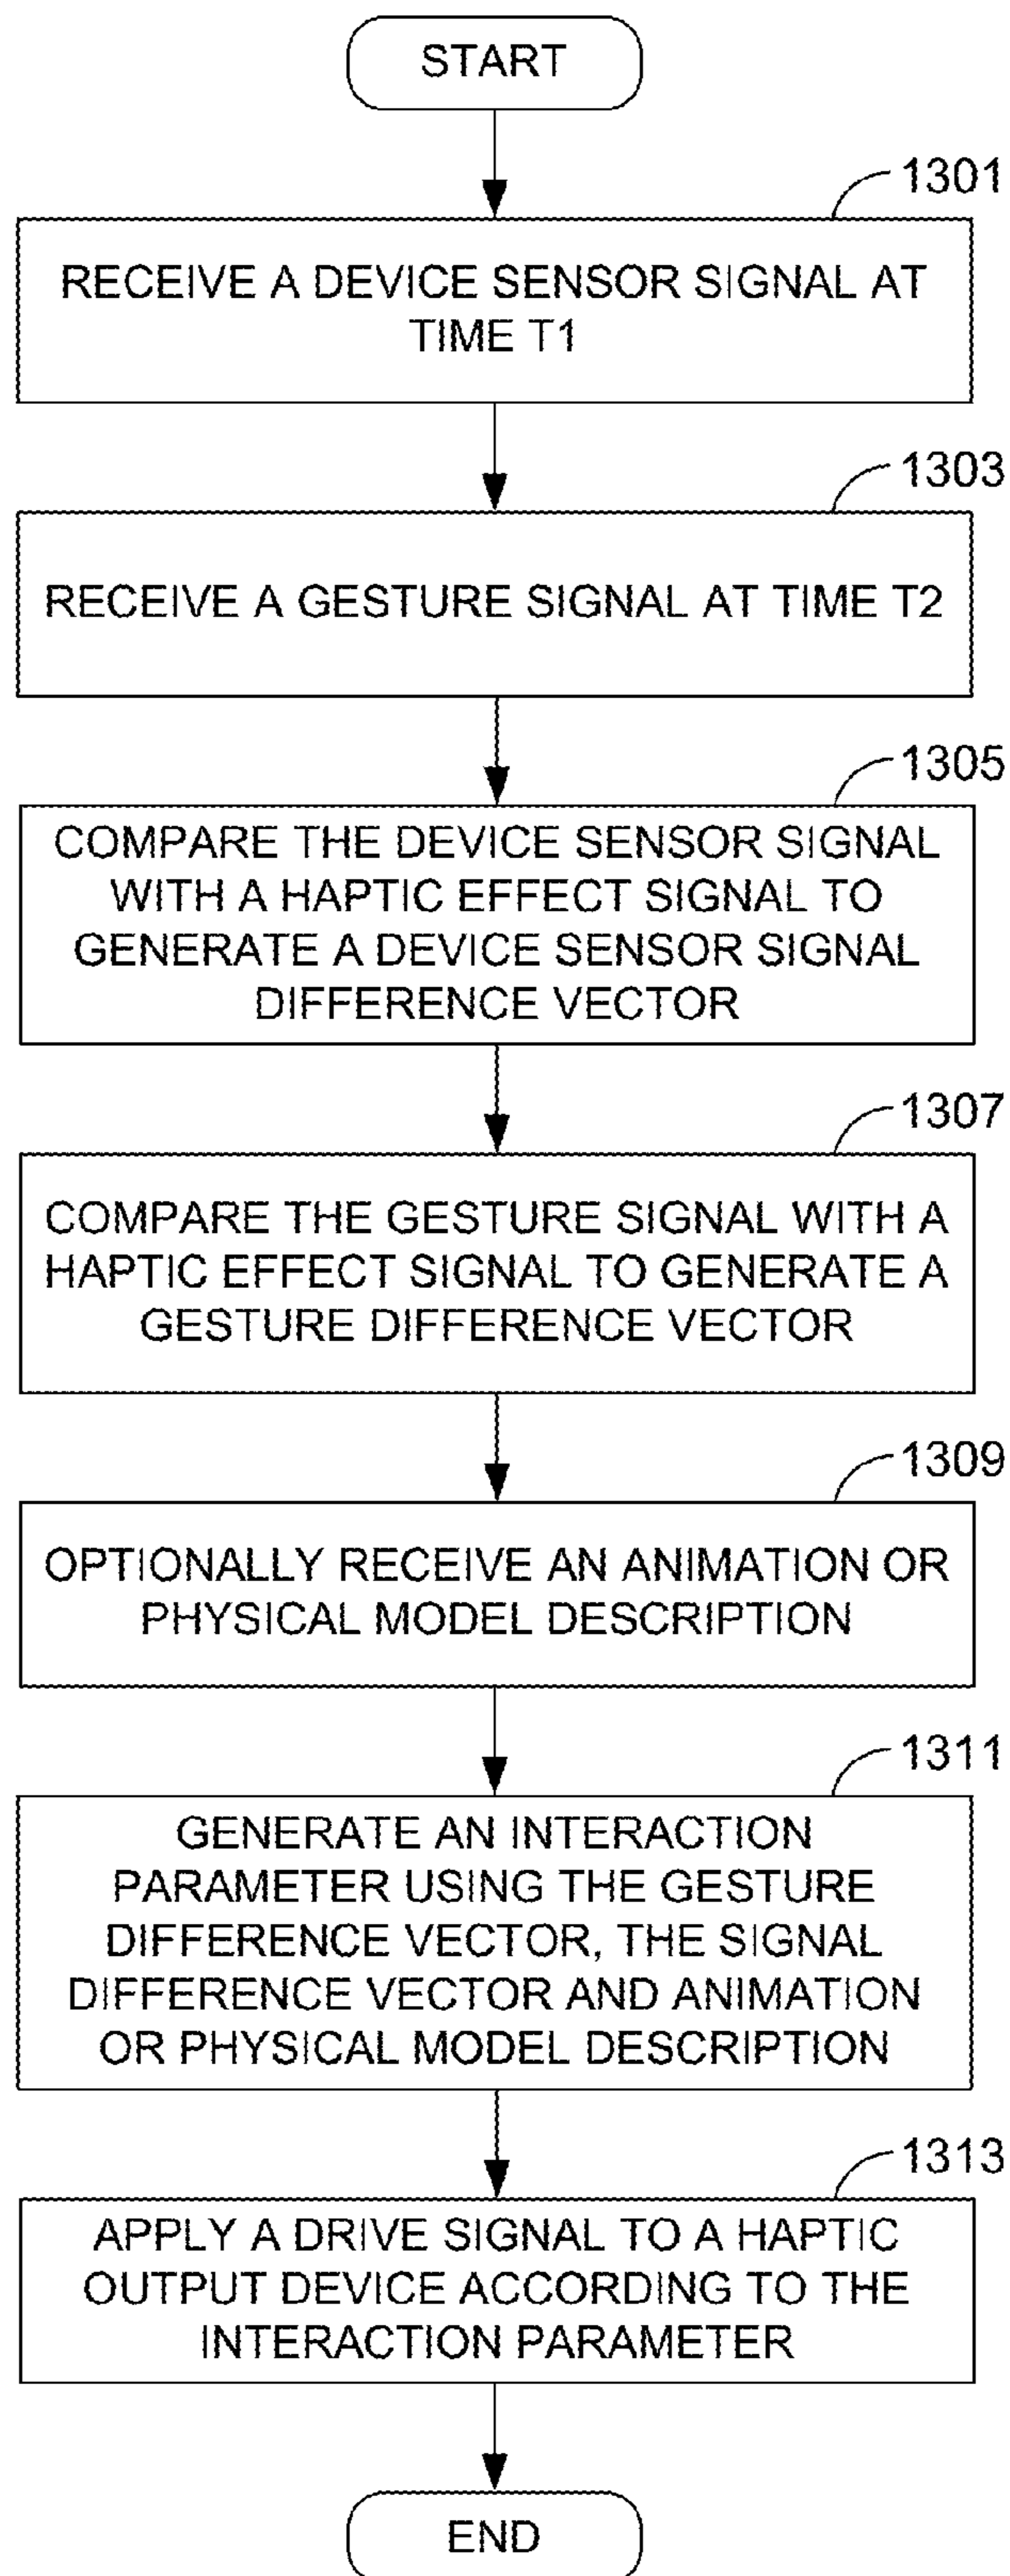 START
1301
RECEIVE A DEVICE SENSOR SIGNAL AT
TIME T1
1303
RECEIVE A GESTURE SIGNAL AT TIME T2
1305
COMPARE THE DEVICE SENSOR SIGNAL
WITH A HAPTIC EFFECT SIGNAL TO
GENERATE A DEVICE SENSOR SIGNAL
DIFFERENCE VECTOR
1307
COMPARE THE GESTURE SIGNAL WITH A
HAPTIC EFFECT SIGNAL TO GENERATE A
GESTURE DIFFERENCE VECTOR
1309
OPTIONALLY RECEIVE AN ANIMATION OR
PHYSICAL MODEL DESCRIPTION
1311
GENERATE AN INTERACTION
PARAMETER USING THE GESTURE
DIFFERENCE VECTOR, THE SIGNAL
DIFFERENCE VECTOR AND ANIMATION
OR PHYSICAL MODEL DESCRIPTION
1313
APPLY A DRIVE SIGNAL TO A HAPTIC
OUTPUT DEVICE ACCORDING TO THE
INTERACTION PARAMETER
END